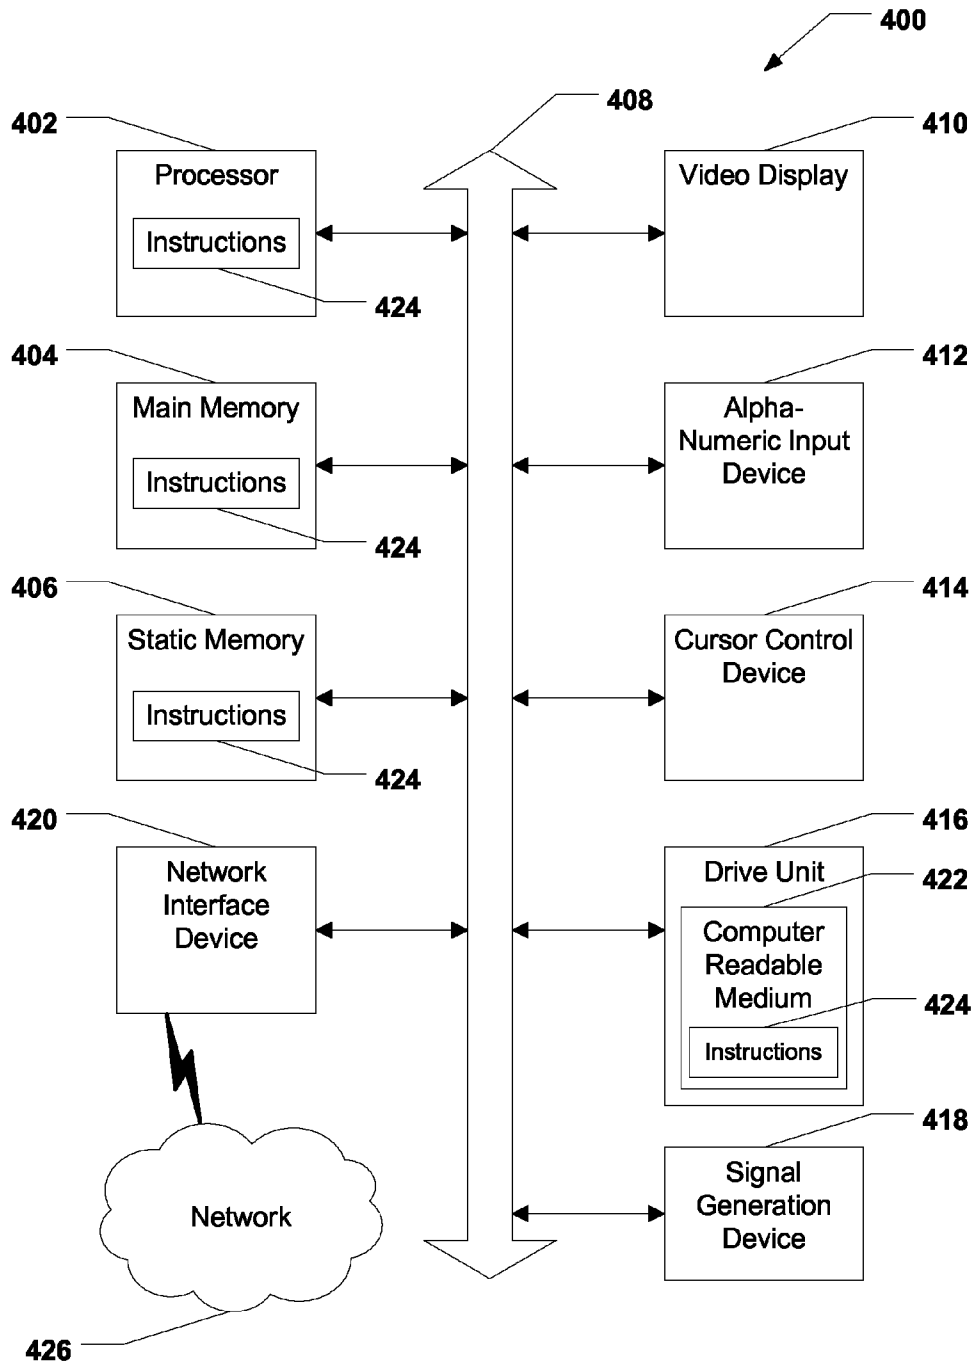 400
408
402
Processor
Instructions
424
410
Video Display
404
Main Memory
Instructions
424
412
Alpha-
Numeric Input
Device
406
Static Memory
Instructions
424
414
Cursor Control
Device
420
Network
Interface
Device
416
Drive Unit
422
Computer
Readable
Medium
424
Instructions
418
Signal
Generation
Device
Network
426